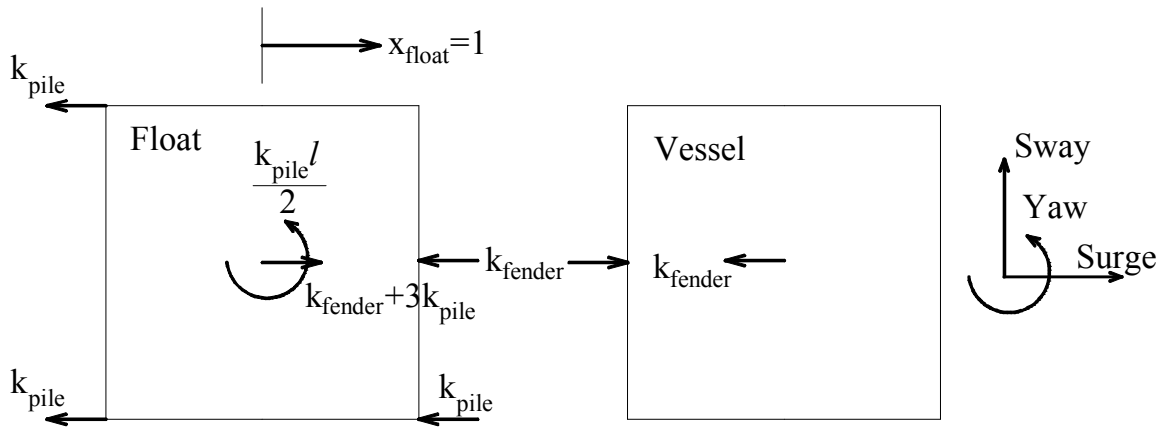 x_float=1
k_pile
Float
Vessel
Sway
k_pile l
2
Yaw
k_fender
k_fender
Surge
k_fender+3k_pile
k_pile
k_pile